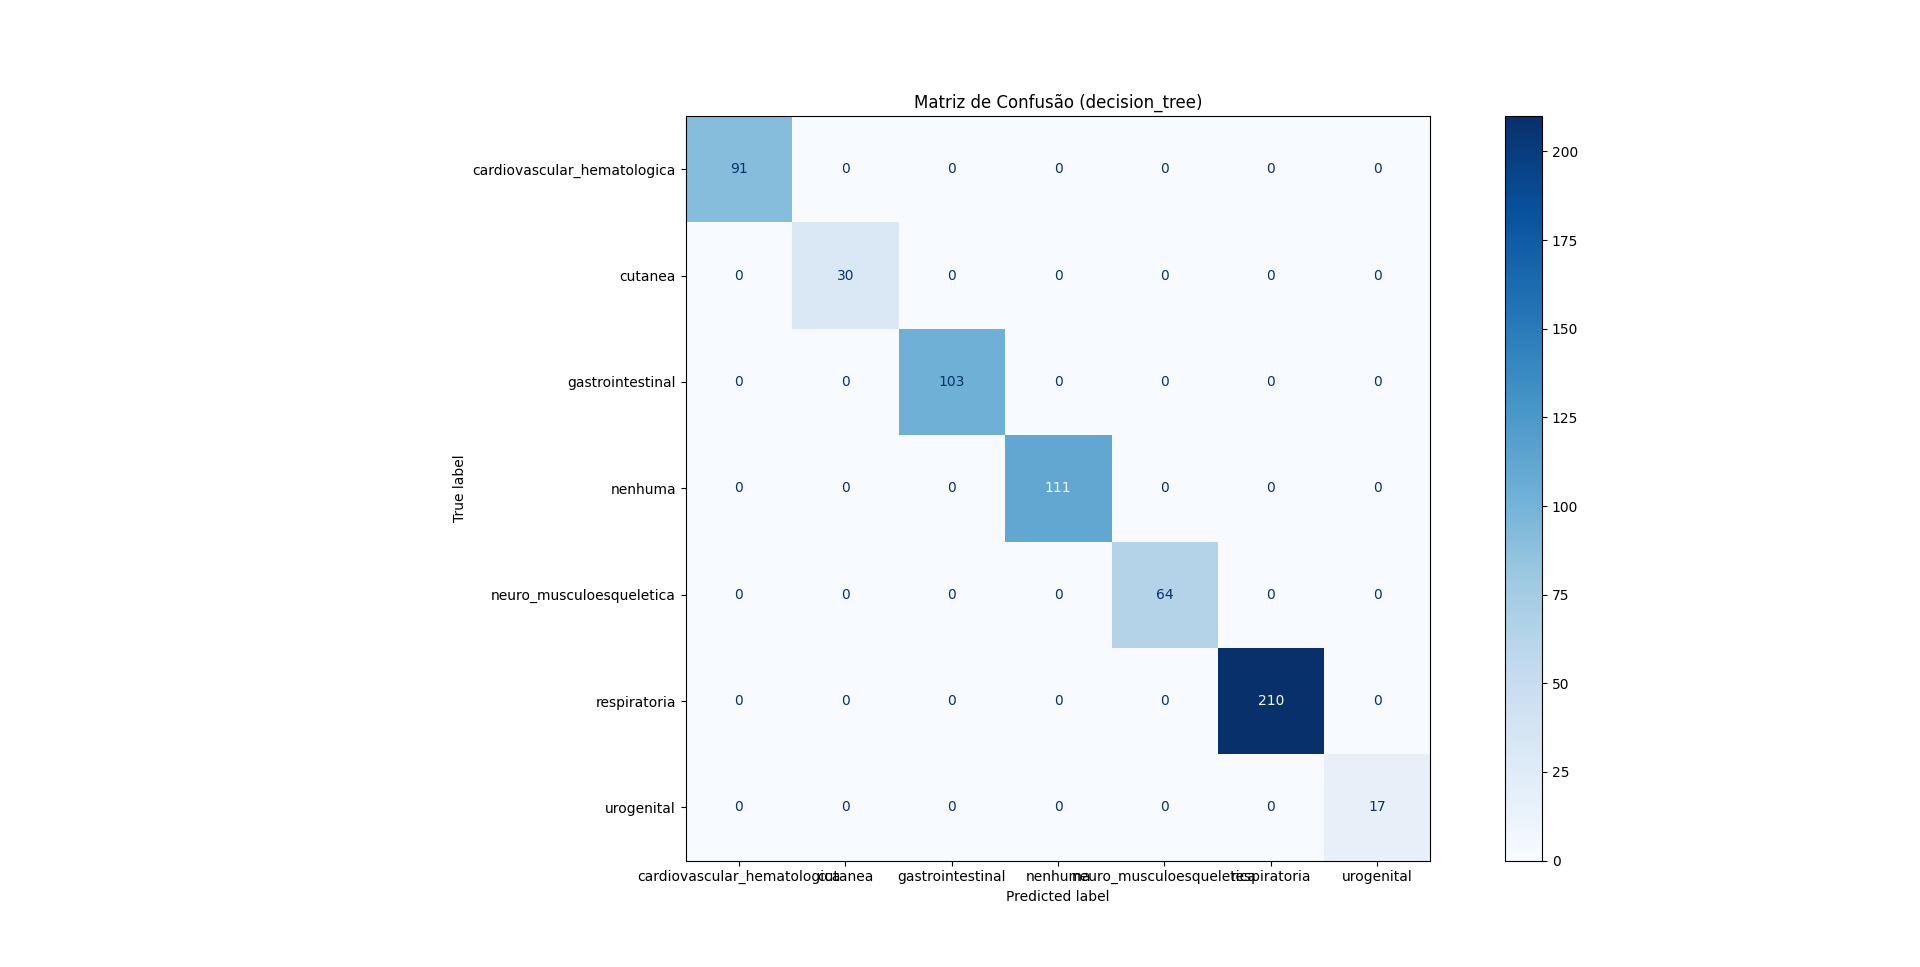 Matriz de Confusão (decision_tree)
cardiovascular_hematologica 91 0 0 0 0 0 0
cutanea 0 30 0 0 0 0 0
gastrointestinal 0 0 103 0 0 0 0
nenhuma 0 0 0 111 0 0 0
neuro_musculoesqueletica 0 0 0 0 64 0 0
respiratoria 0 0 0 0 0 210 0
urogenital 0 0 0 0 0 0 17
True label
cardiovascular_hematologica cutanea gastrointestinal nenhuma neuro_musculoesqueletica respiratoria urogenital
Predicted label
200
175
150
125
100
75
50
25
0